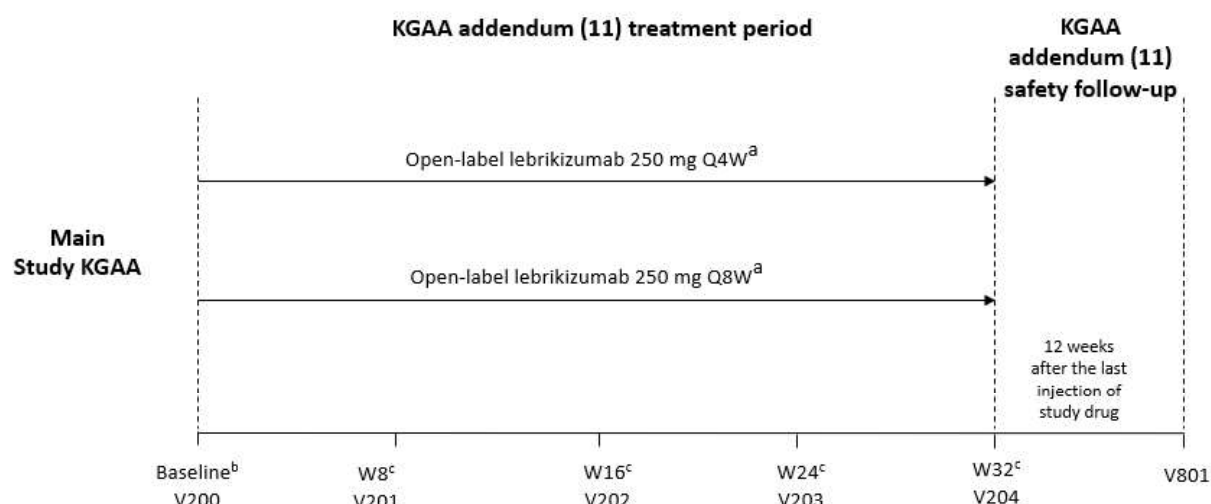 KGAA addendum (11) treatment period
KGAA
addendum (11)
safety follow-up
Open-label lebrikizumab 250 mg Q4Wᵃ
Main
Study KGAA
Open-label lebrikizumab 250 mg Q8Wᵃ
12 weeks
after the last
injection of
study drug
Baselineᵇ
V200
W8ᶜ
V201
W16ᶜ
V202
W24ᶜ
V203
W32ᶜ
V204
V801